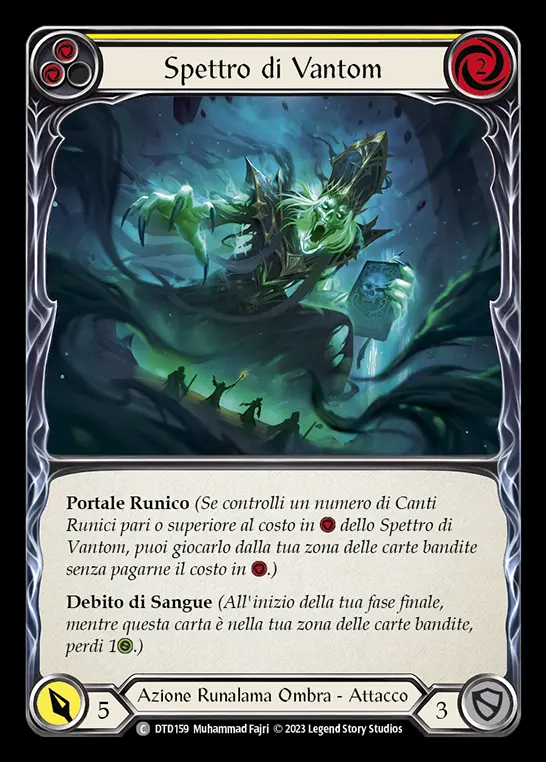 Spettro di Vantom
2
Portale Runico (Se controlli un numero di Canti
Runici pari o superiore al costo in dello Spettro di
Vantom, puoi giocarlo dalla tua zona delle carte bandite
senza pagarne il costo in .)
Debito di Sangue (All'inizio della tua fase finale,
mentre questa carta è nella tua zona delle carte bandite,
perdi 1 .)
5
Azione Runalama Ombra - Attacco
3
C DTD159 Muhammad Fajri © 2023 Legend Story Studios